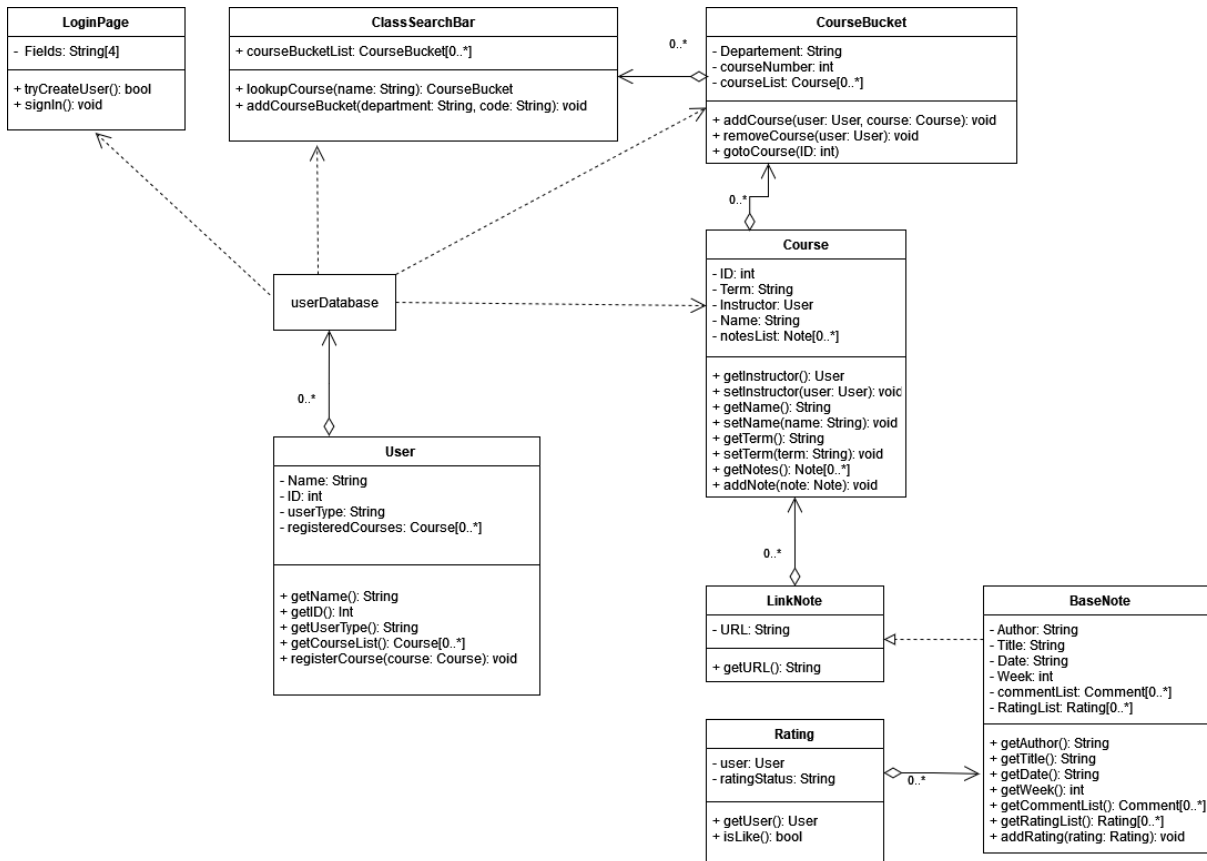 LoginPage
- Fields: String[4]
+ tryCreateUser(): bool
+ signIn(): void
ClassSearchBar
+ courseBucketList: CourseBucket[0..*]
+ lookupCourse(name: String): CourseBucket
+ addCourseBucket(department: String, code: String): void
0..*
CourseBucket
- Departement: String
- courseNumber: int
- courseList: Course[0..*]
+ addCourse(user: User, course: Course): void
+ removeCourse(user: User): void
+ gotoCourse(ID: int)
0..*
Course
- ID: int
- Term: String
- Instructor: User
- Name: String
- notesList: Note[0..*]
+ getInstructor(): User
+ setInstructor(user: User): void
+ getName(): String
+ setName(name: String): void
+ getTerm(): String
+ setTerm(term: String): void
+ getNotes(): Note[0..*]
+ addNote(note: Note): void
userDatabase
0..*
User
- Name: String
- ID: int
- userType: String
- registeredCourses: Course[0..*]
+ getName(): String
+ getID(): Int
+ getUserType(): String
+ getCourseList(): Course[0..*]
+ registerCourse(course: Course): void
0..*
LinkNote
- URL: String
+ getURL(): String
BaseNote
- Author: String
- Title: String
- Date: String
- Week: int
- commentList: Comment[0..*]
- RatingList: Rating[0..*]
+ getAuthor(): String
+ getTitle(): String
+ getDate(): String
+ getWeek(): int
+ getCommentList(): Comment[0..*]
+ getRatingList(): Rating[0..*]
+ addRating(rating: Rating): void
Rating
- user: User
- ratingStatus: String
+ getUser(): User
+ isLike(): bool
0..*